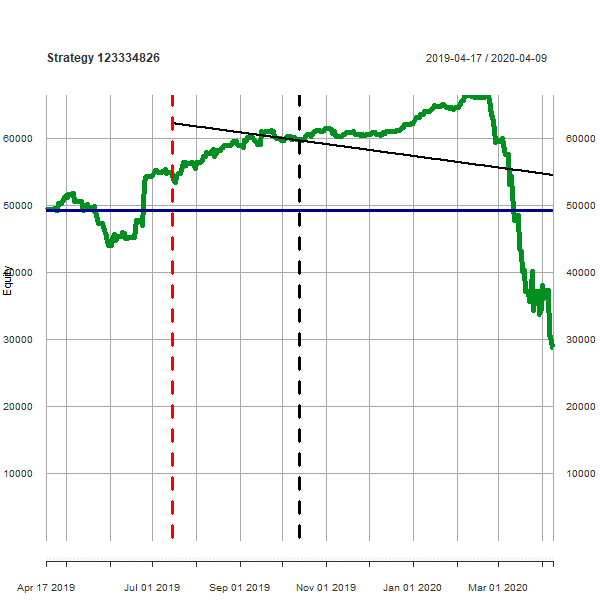 Strategy 123334826
2019-04-17 / 2020-04-09
60000
60000
50000
50000
40000
40000
Equity
30000
30000
20000
20000
10000
10000
Apr 17 2019
Jul 01 2019
Sep 01 2019
Nov 01 2019
Jan 01 2020
Mar 01 2020